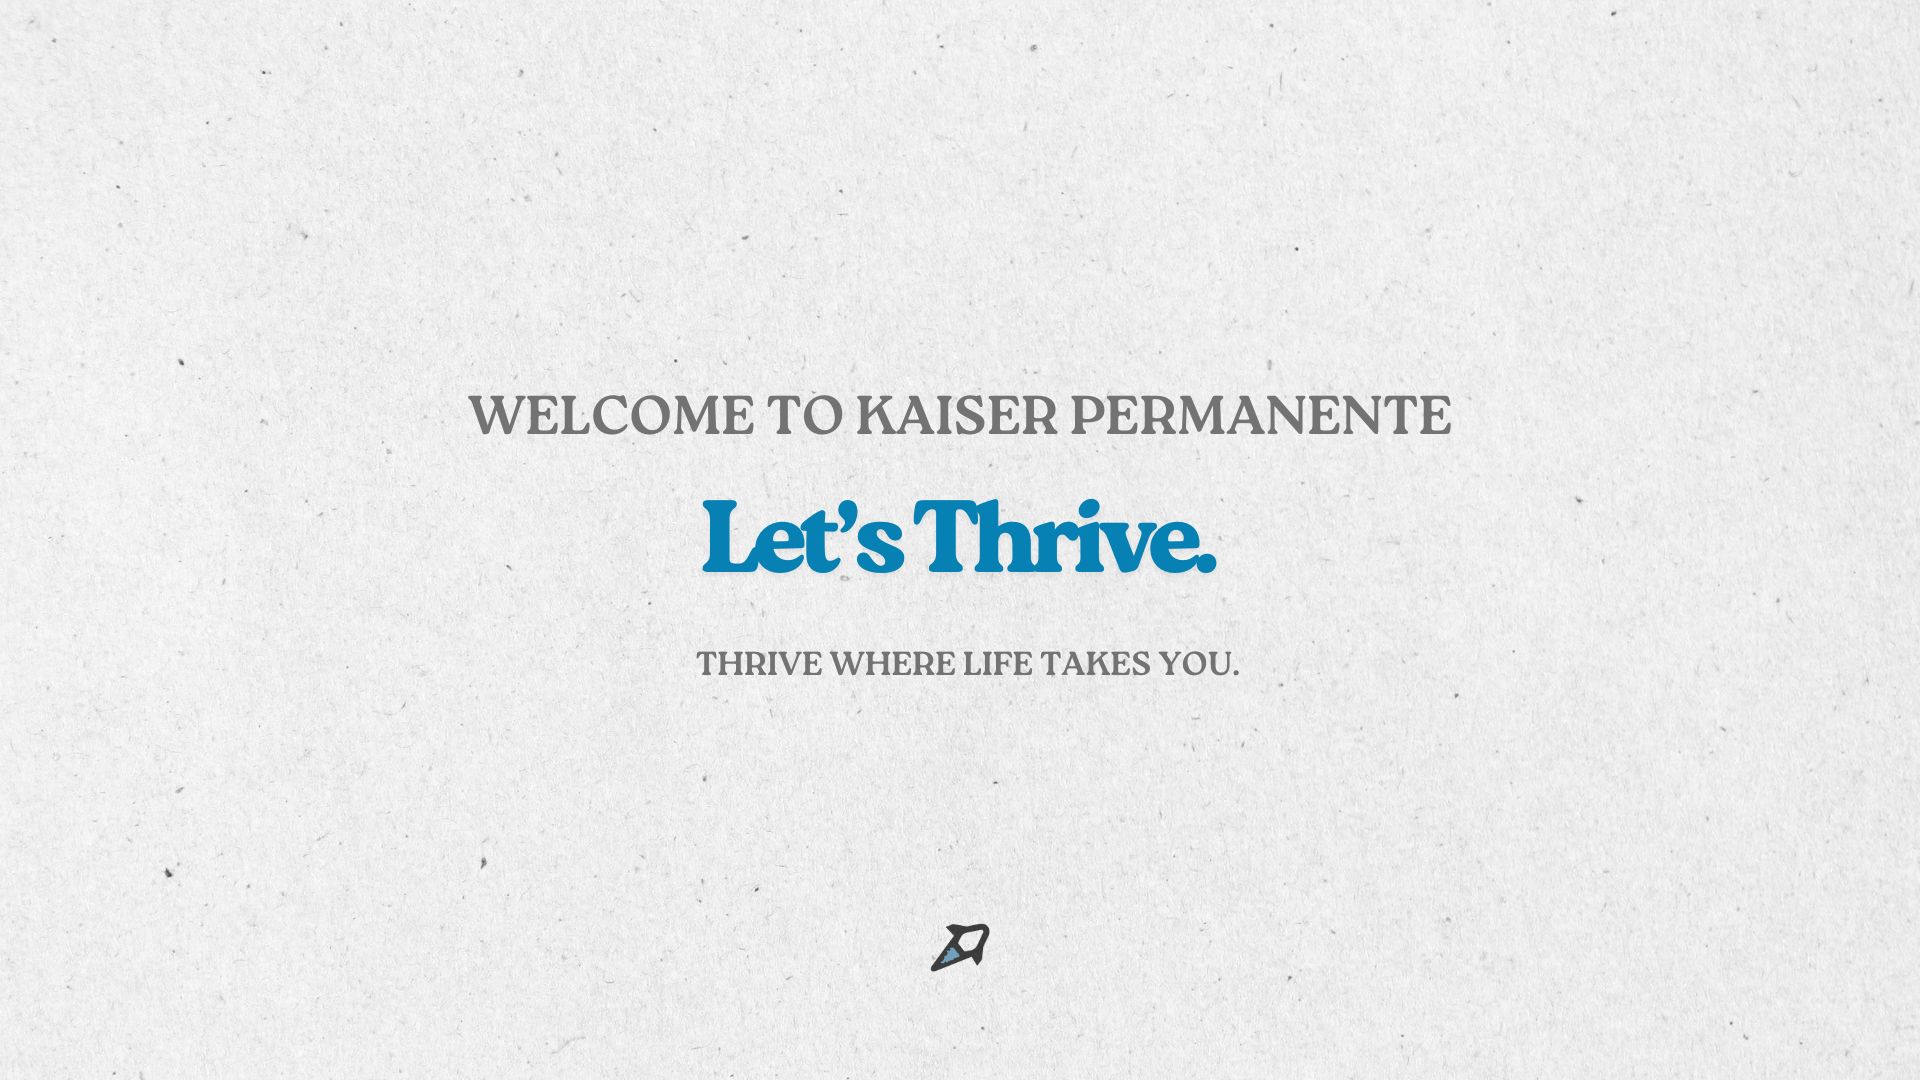 WELCOME TO KAISER PERMANENTE
Let’s Thrive.
THRIVE WHERE LIFE TAKES YOU.